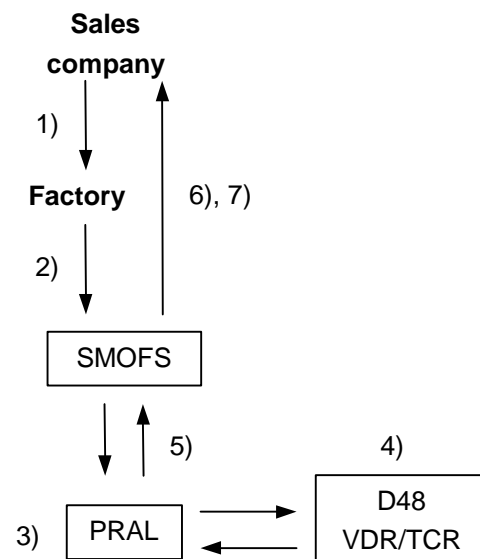 Sales
company
1)
Factory
6), 7)
2)
SMOFS
5)
4)
3)
PRAL
D48
VDR/TCR